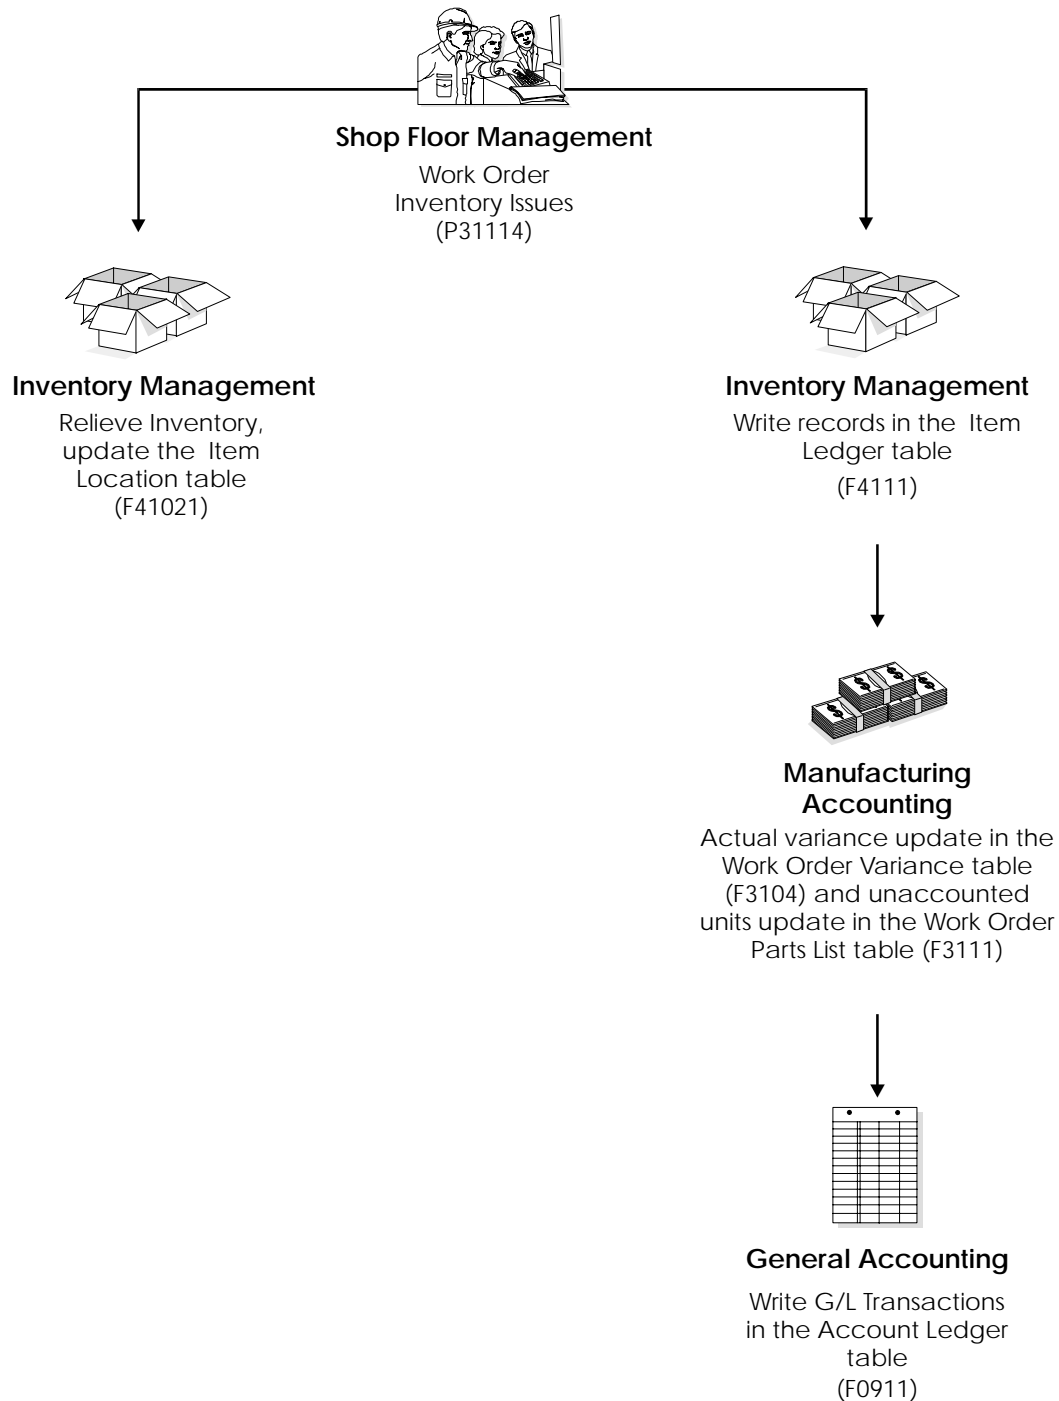 Shop Floor Management
Work Order
Inventory Issues
(P31114)
Inventory Management
Relieve Inventory,
update the Item
Location table
(F41021)
Inventory Management
Write records in the Item
Ledger table
(F4111)
Manufacturing
Accounting
Actual variance update in the
Work Order Variance table
(F3104) and unaccounted
units update in the Work Order
Parts List table (F3111)
General Accounting
Write G/L Transactions
in the Account Ledger
table
(F0911)